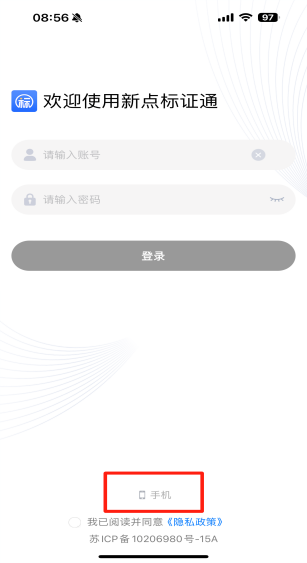 08:56
97
标
欢迎使用新点标证通
请输入账号
请输入密码
登录
手机
我已阅读并同意《隐私政策》
苏ICP备10206980号-15A